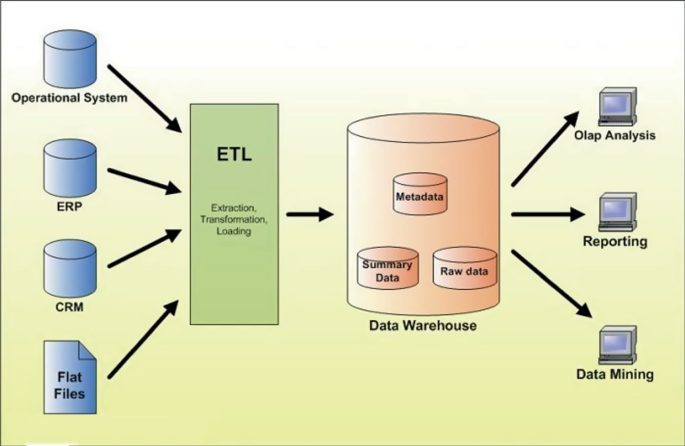 Operational System
ERP
CRM
Flat
Files
ETL
Extraction,
Transformation,
Loading
Metadata
Summary
Data
Raw data
Data Warehouse
Olap Analysis
Reporting
Data Mining